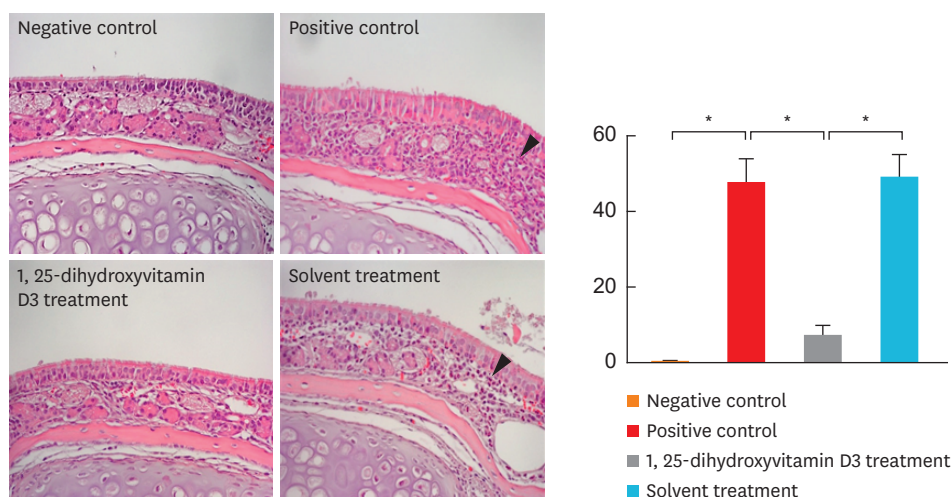 Negative control
Positive control
1, 25-dihydroxyvitamin
D3 treatment
Solvent treatment
* * *
60
40
20
0
Negative control
Positive control
1, 25-dihydroxyvitamin D3 treatment
Solvent treatment